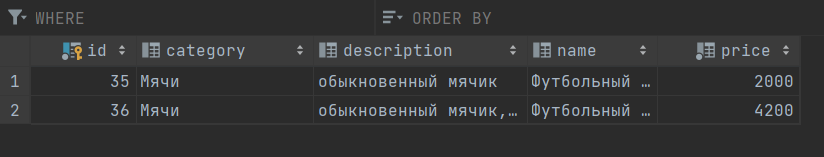 WHERE ORDER BY
id category description name price
1 35 Мячи обыкновенный мячик Футбольный … 2000
2 36 Мячи обыкновенный мячик,… Футбольный … 4200